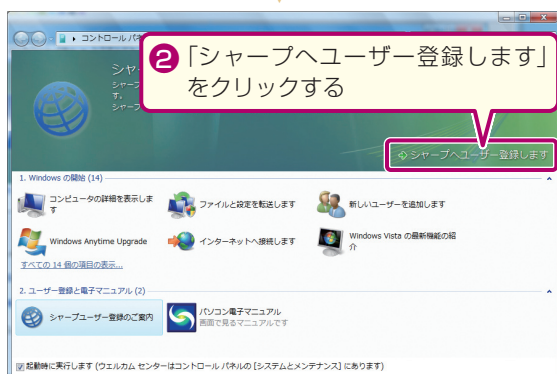 コントロール パネ
❷「シャープへユーザー登録します」
をクリックする
シャープへユーザー登録します
1. Windows の開始 (14)
コンピュータの詳細を表示しま
す
ファイルと設定を転送します
新しいユーザーを追加します
Windows Anytime Upgrade
インターネットへ接続します
Windows Vista の最新機能の紹
介
すべての 14 個の項目の表示...
2. ユーザー登録と電子マニュアル (2)
シャープユーザー登録のご案内
パソコン電子マニュアル
画面で見るマニュアルです
起動時に実行します (ウェルカム センターはコントロール パネルの [システムとメンテナンス] にあります)